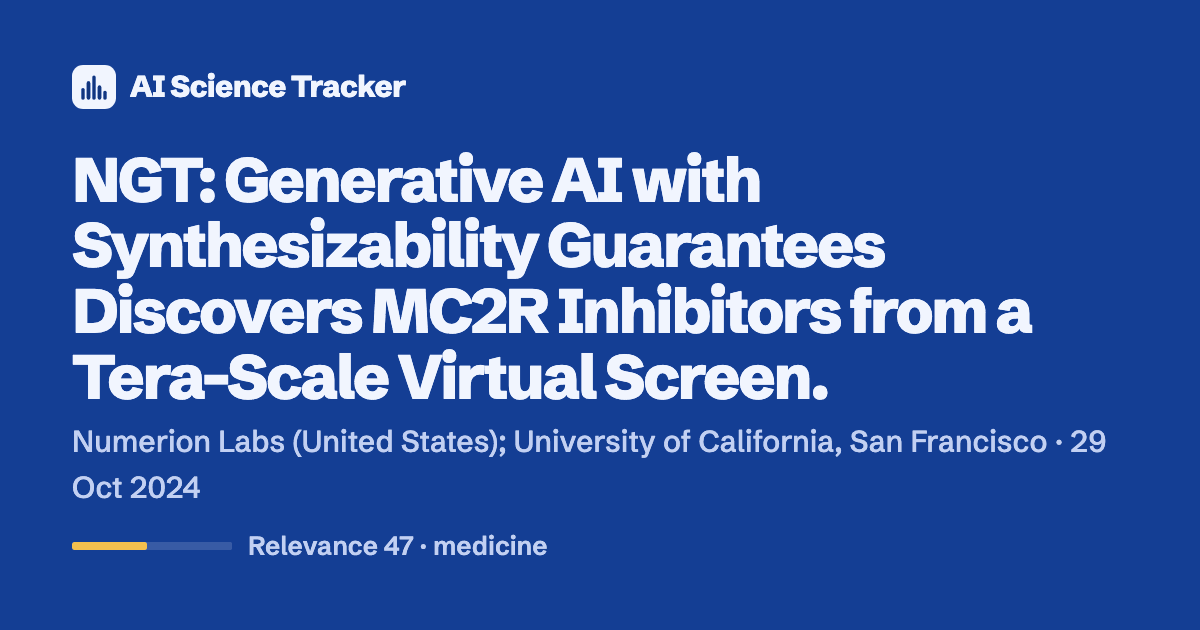 AI Science Tracker
NGT: Generative AI with
Synthesizability Guarantees
Discovers MC2R Inhibitors from a
Tera-Scale Virtual Screen.
Numerion Labs (United States); University of California, San Francisco · 29
Oct 2024
Relevance 47 · medicine